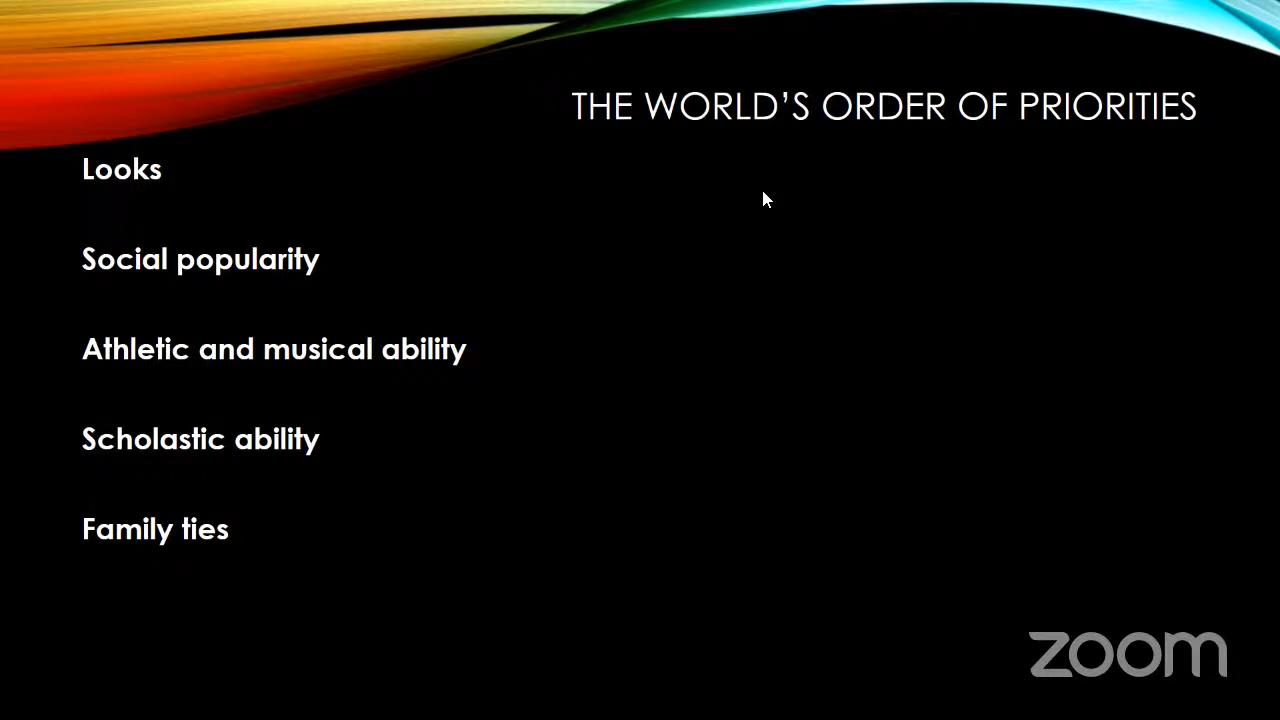 THE WORLD’S ORDER OF PRIORITIES
Looks
Social popularity
Athletic and musical ability
Scholastic ability
Family ties
zoom